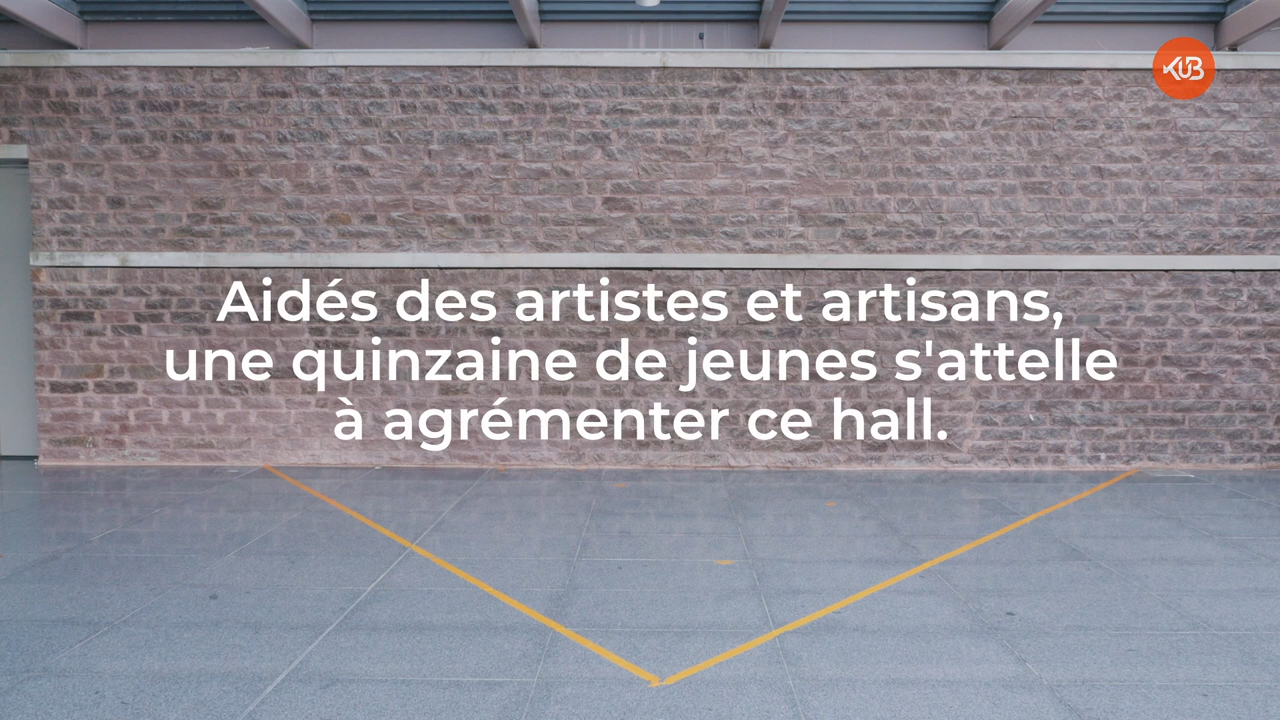 KUB
Aidés des artistes et artisans,
une quinzaine de jeunes s'attelle
à agrémenter ce hall.